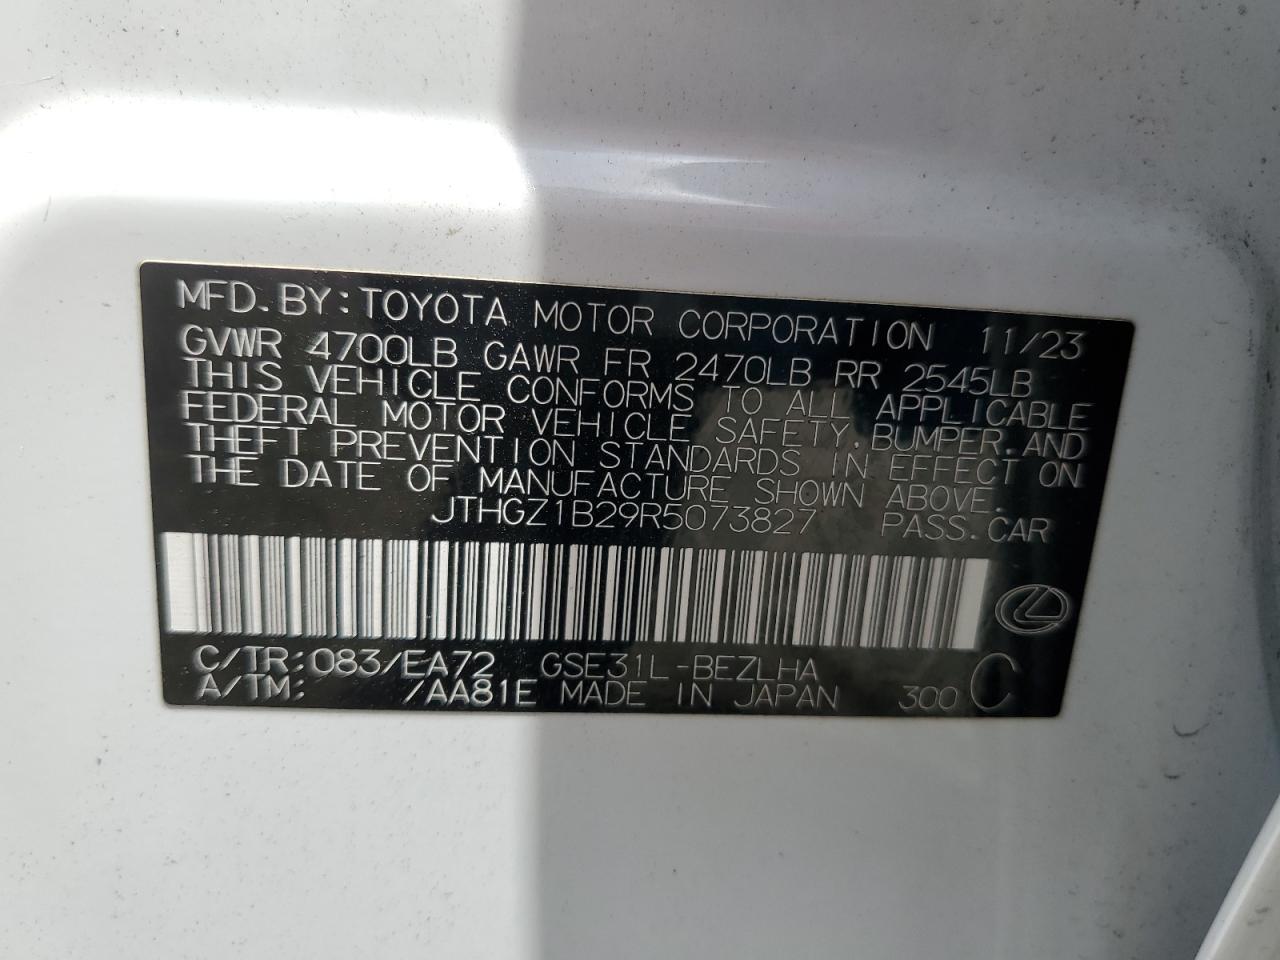 MFD.BY:TOYOTA MOTOR CORPORATION 11/23
GVWR 4700LB GAWR FR 2470LB RR 2545LB
THIS VEHICLE CONFORMS TO ALL APPLICABLE
FEDERAL MOTOR VEHICLE SAFETY,BUMPER,AND
THEFT PREVENTION STANDARDS IN EFFECT ON
THE DATE OF MANUFACTURE SHOWN ABOVE.
JTHGZ1B29R5073827 PASS.CAR
C/TR:083/EA72 GSE31L-BEZLHA
A/TM: /AA81E MADE IN JAPAN 300 C